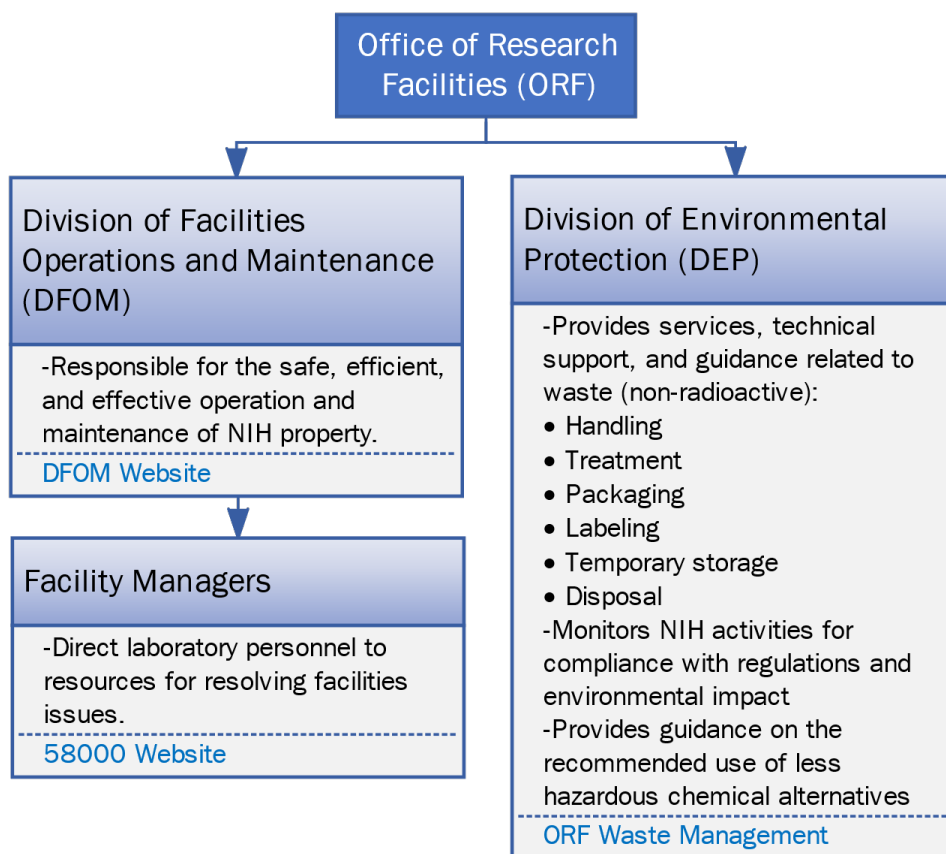 Office of Research
Facilities (ORF)
Division of Facilities
Operations and Maintenance
(DFOM)
-Responsible for the safe, efficient,
and effective operation and
maintenance of NIH property.
DFOM Website
Facility Managers
-Direct laboratory personnel to
resources for resolving facilities
issues.
58000 Website
Division of Environmental
Protection (DEP)
-Provides services, technical
support, and guidance related to
waste (non-radioactive):
• Handling
• Treatment
• Packaging
• Labeling
• Temporary storage
• Disposal
-Monitors NIH activities for
compliance with regulations and
environmental impact
-Provides guidance on the
recommended use of less
hazardous chemical alternatives
ORF Waste Management